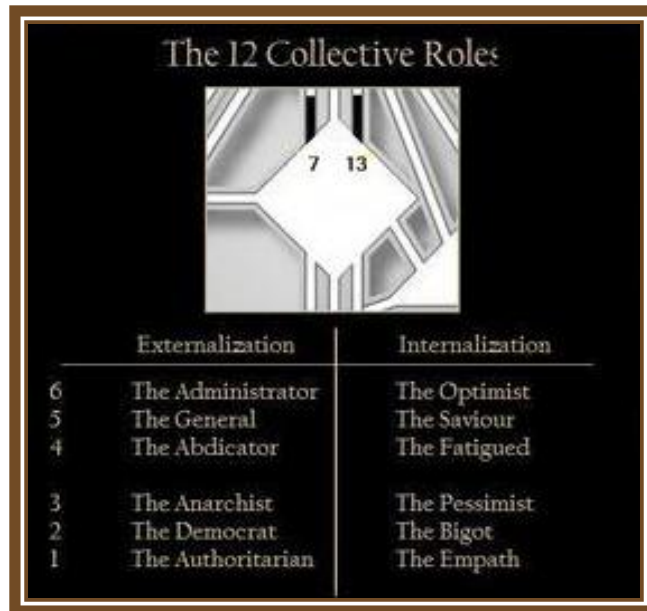 The 12 Collective Roles
7 13
Externalization Internalization
6 The Administrator The Optimist
5 The General The Saviour
4 The Abdicator The Fatigued
3 The Anarchist The Pessimist
2 The Democrat The Bigot
1 The Authoritarian The Empath